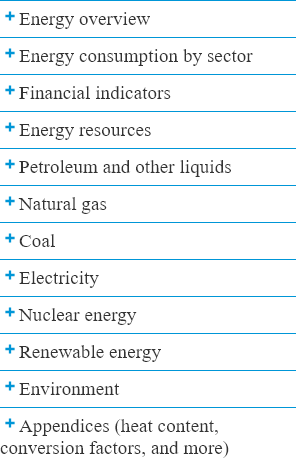 + Energy overview
+ Energy consumption by sector
+ Financial indicators
+ Energy resources
+ Petroleum and other liquids
+ Natural gas
+ Coal
+ Electricity
+ Nuclear energy
+ Renewable energy
+ Environment
+ Appendices (heat content,
conversion factors, and more)